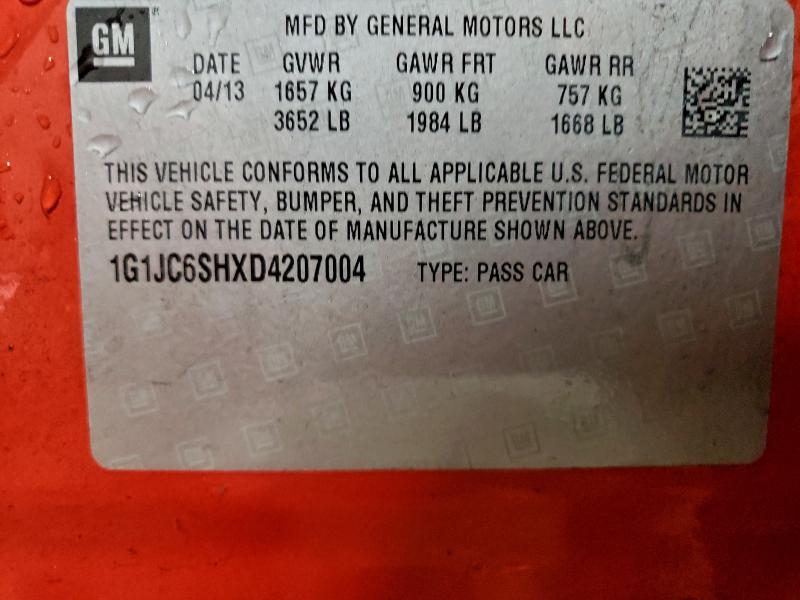 GM
MFD BY GENERAL MOTORS LLC
DATE GVWR GAWR FRT GAWR RR
04/13 1657 KG 900 KG 757 KG
3652 LB 1984 LB 1668 LB
THIS VEHICLE CONFORMS TO ALL APPLICABLE U.S. FEDERAL MOTOR
VEHICLE SAFETY, BUMPER, AND THEFT PREVENTION STANDARDS IN
EFFECT ON THE DATE OF MANUFACTURE SHOWN ABOVE.
1G1JC6SHXD4207004 TYPE: PASS CAR